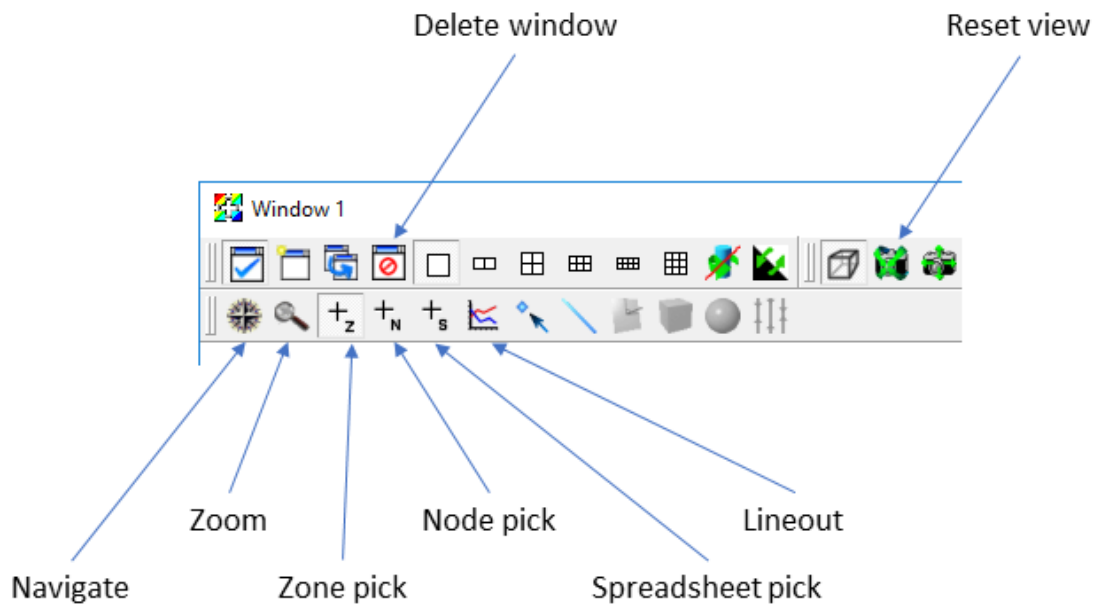 Delete window
Reset view
Window 1
Z
N
S
Zoom
Node pick
Lineout
Navigate
Zone pick
Spreadsheet pick